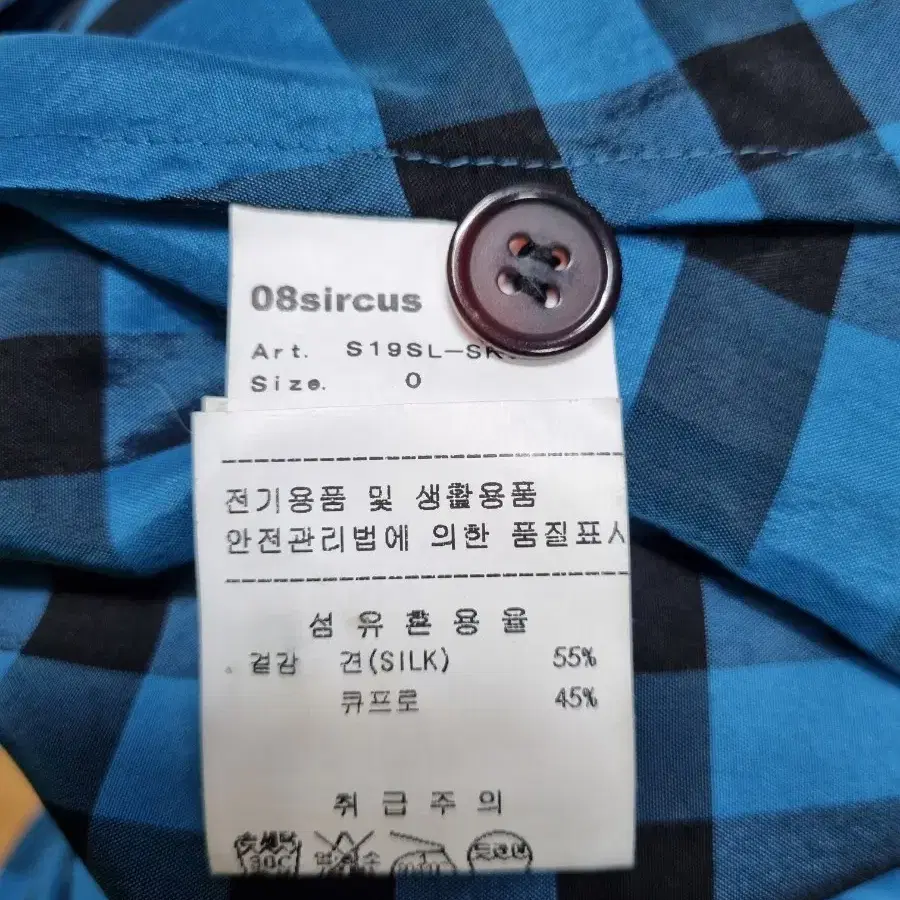 08sircus
Art. S19SL-SK
Size. 0
전기용품 및 생활용품
안전관리법에 의한 품질표시
섬유혼용율
겉감 견(SILK) 55%
큐프로 45%
취급주의